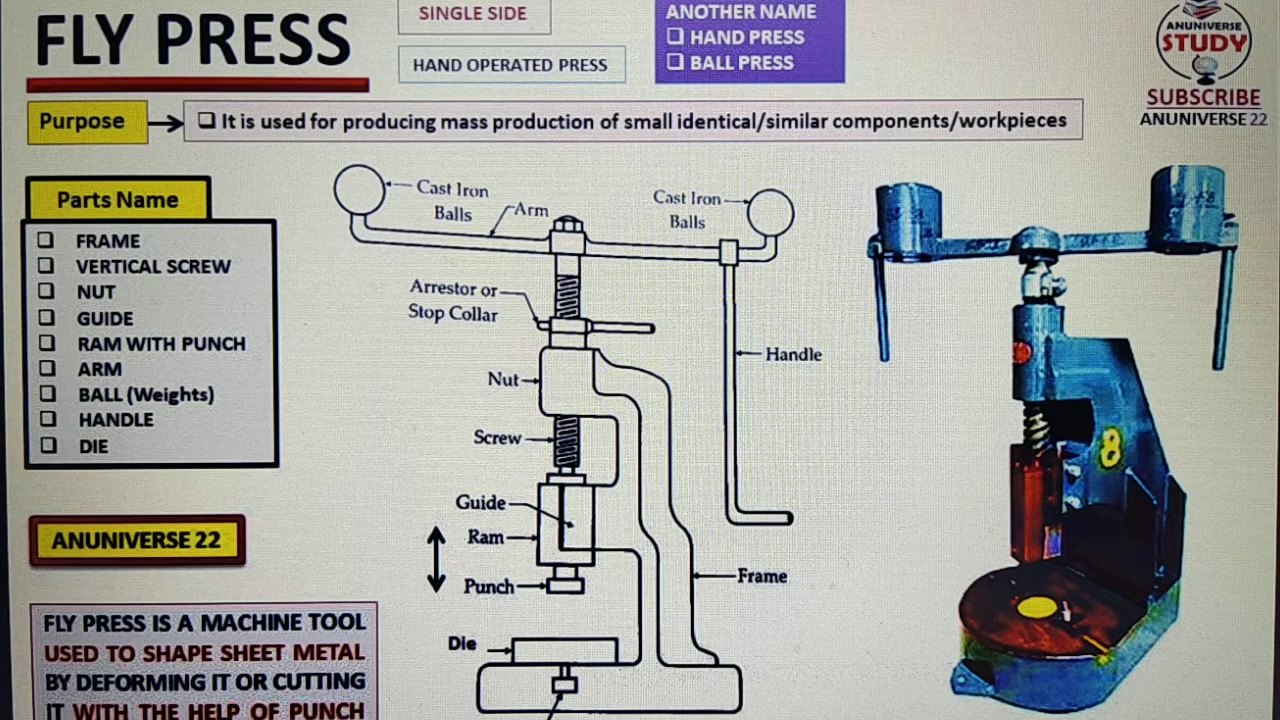 FLY PRESS
SINGLE SIDE
HAND OPERATED PRESS
ANOTHER NAME
❑ HAND PRESS
❑ BALL PRESS
ANUNIVERSE
STUDY
SUBSCRIBE
ANUNIVERSE 22
Purpose
❑ It is used for producing mass production of small identical/similar components/workpieces
Parts Name
❑ FRAME
❑ VERTICAL SCREW
❑ NUT
❑ GUIDE
❑ RAM WITH PUNCH
❑ ARM
❑ BALL (Weights)
❑ HANDLE
❑ DIE
ANUNIVERSE 22
FLY PRESS IS A MACHINE TOOL
USED TO SHAPE SHEET METAL
BY DEFORMING IT OR CUTTING
IT WITH THE HELP OF PUNCH
Cast Iron
Balls
Arm
Cast Iron
Balls
Arrestor or
Stop Collar
Handle
Nut
Screw
Guide
Ram
Punch
Frame
Die
8